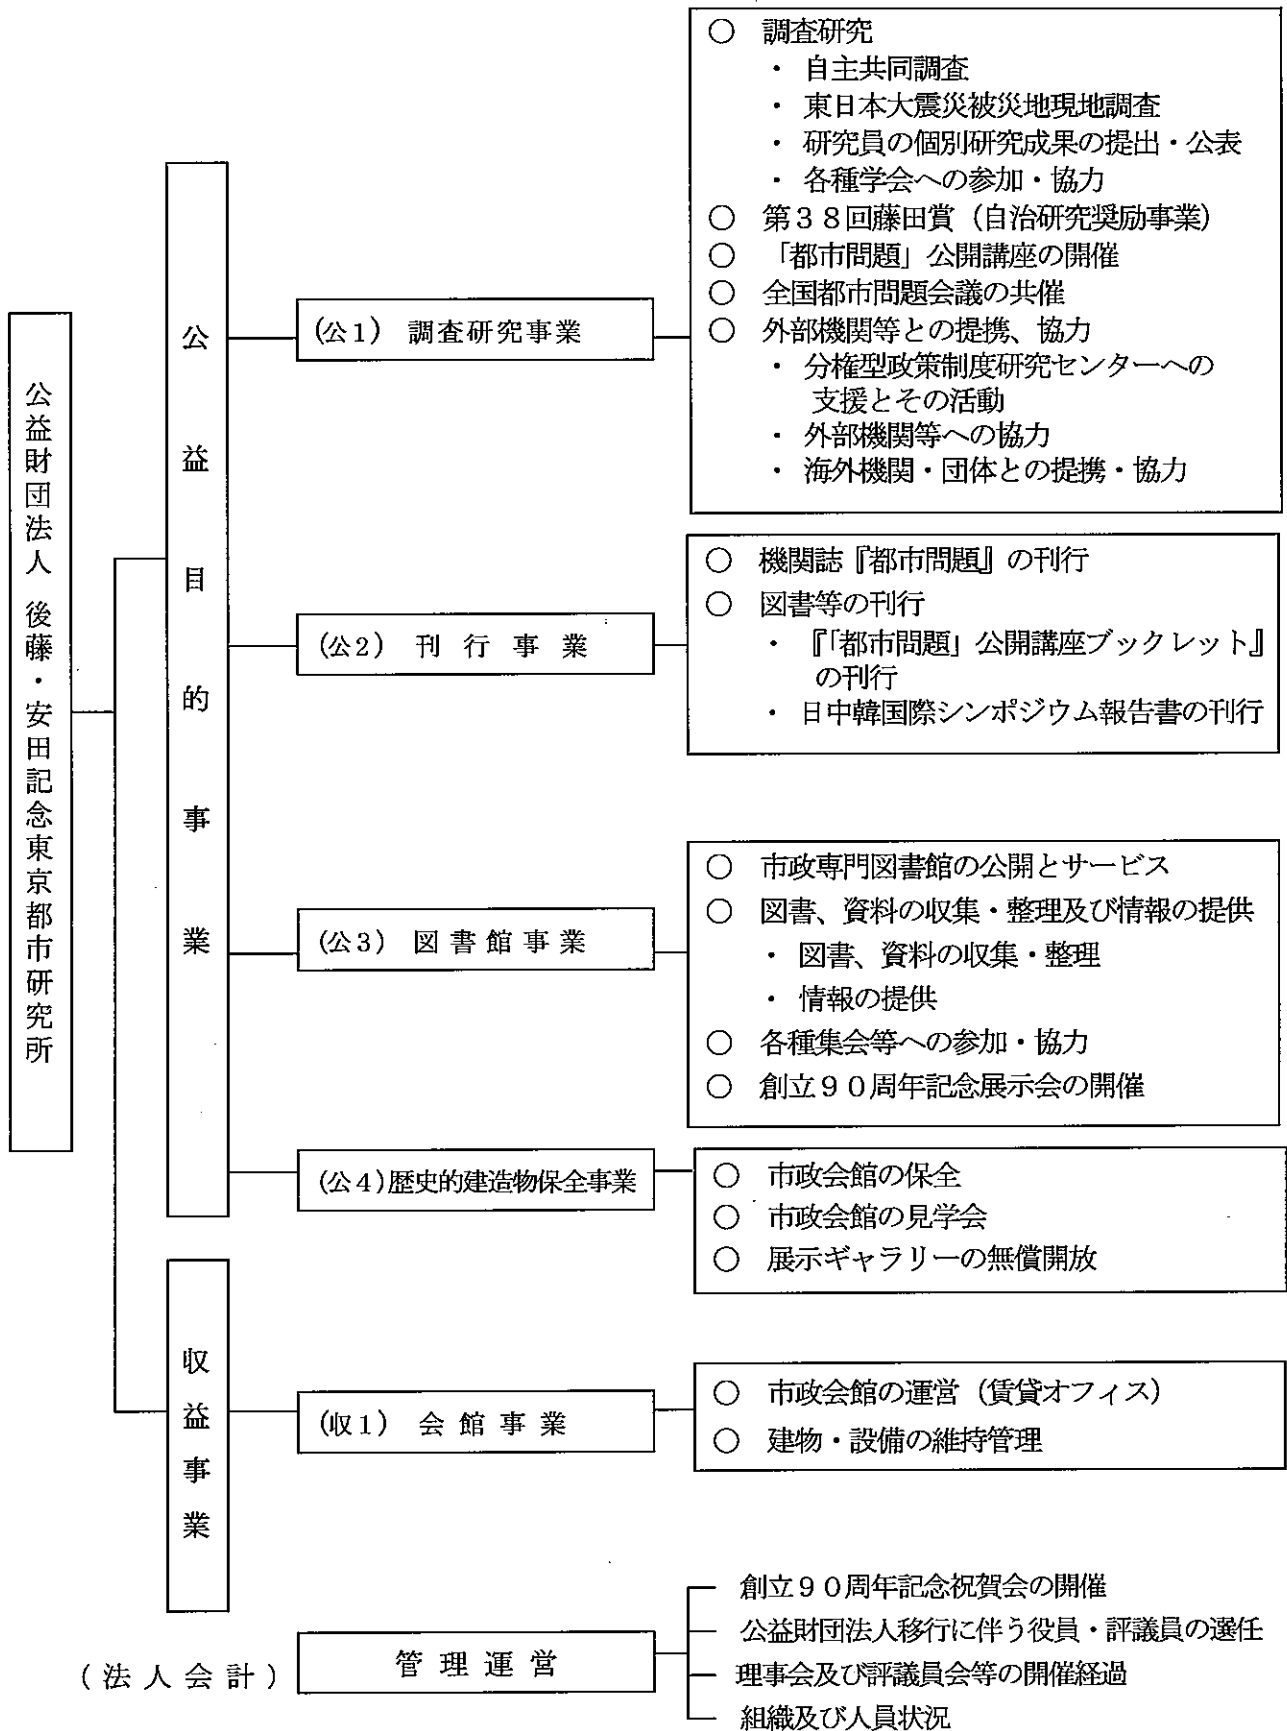 公益財団法人 後藤・安田記念東京都市研究所
公益目的事業
(公1) 調査研究事業
○ 調査研究
・ 自主共同調査
・ 東日本大震災被災地現地調査
・ 研究員の個別研究成果の提出・公表
・ 各種学会への参加・協力
○ 第38回藤田賞（自治研究奨励事業）
○ 「都市問題」公開講座の開催
○ 全国都市問題会議の共催
○ 外部機関等との提携、協力
・ 分権型政策制度研究センターへの
支援とその活動
・ 外部機関等への協力
・ 海外機関・団体との提携・協力
(公2) 刊行事業
○ 機関誌『都市問題』の刊行
○ 図書等の刊行
・ 『「都市問題」公開講座ブックレット』
の刊行
・ 日中韓国際シンポジウム報告書の刊行
(公3) 図書館事業
○ 市政専門図書館の公開とサービス
○ 図書、資料の収集・整理及び情報の提供
・ 図書、資料の収集・整理
・ 情報の提供
○ 各種集会等への参加・協力
○ 創立90周年記念展示会の開催
(公4)歴史的建造物保全事業
○ 市政会館の保全
○ 市政会館の見学会
○ 展示ギャラリーの無償開放
収益事業
(収1) 会館事業
○ 市政会館の運営（賃貸オフィス）
○ 建物・設備の維持管理
（法人会計）
管理運営
創立90周年記念祝賀会の開催
公益財団法人移行に伴う役員・評議員の選任
理事会及び評議員会等の開催経過
組織及び人員状況